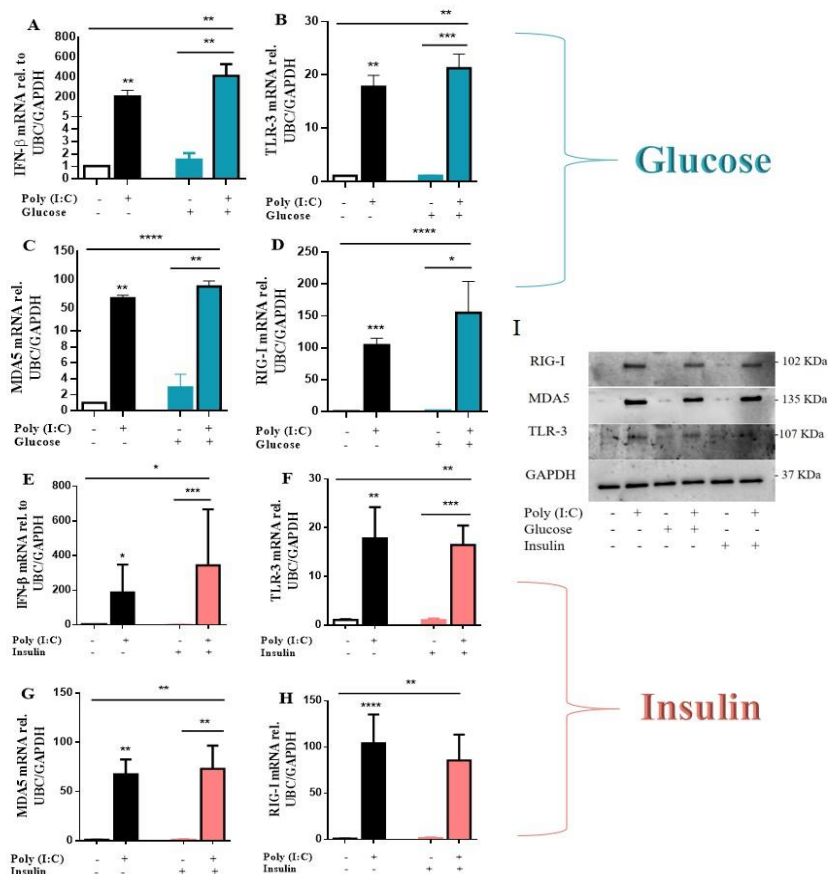 A
IFN-β mRNA rel. to
UBC/GAPDH
800
600
400
200
5
4
3
2
1
0
**
**
**
Poly (I:C) - + - +
Glucose - - + +
B
TLR-3 mRNA rel.
UBC/GAPDH
30
20
10
0
**
***
**
Poly (I:C) - + - +
Glucose - - + +
Glucose
C
MDA5 mRNA rel.
UBC/GAPDH
150
100
50
10
8
6
4
2
0
****
**
**
Poly (I:C) - + - +
Glucose - - + +
D
RIG-I mRNA rel.
UBC/GAPDH
250
200
150
100
50
0
****
*
***
Poly (I:C) - + - +
Glucose - - + +
I
RIG-I - 102 KDa
MDA5 - 135 KDa
TLR-3 - 107 KDa
GAPDH - 37 KDa
Poly (I:C) - + - + - +
Glucose - - + + - -
Insulin - - - - + +
E
IFN-β mRNA rel. to
UBC/GAPDH
800
600
400
200
0
*
***
*
Poly (I:C) - + - +
Insulin - - + +
F
TLR-3 mRNA rel.
UBC/GAPDH
30
20
10
0
**
***
**
Poly (I:C) - + - +
Insulin - - + +
Insulin
G
MDA5 mRNA rel.
UBC/GAPDH
150
100
50
0
**
**
**
Poly (I:C) - + - +
Insulin - - + +
H
RIG-I mRNA rel.
UBC/GAPDH
150
100
50
0
**
****
Poly (I:C) - + - +
Insulin - - + +